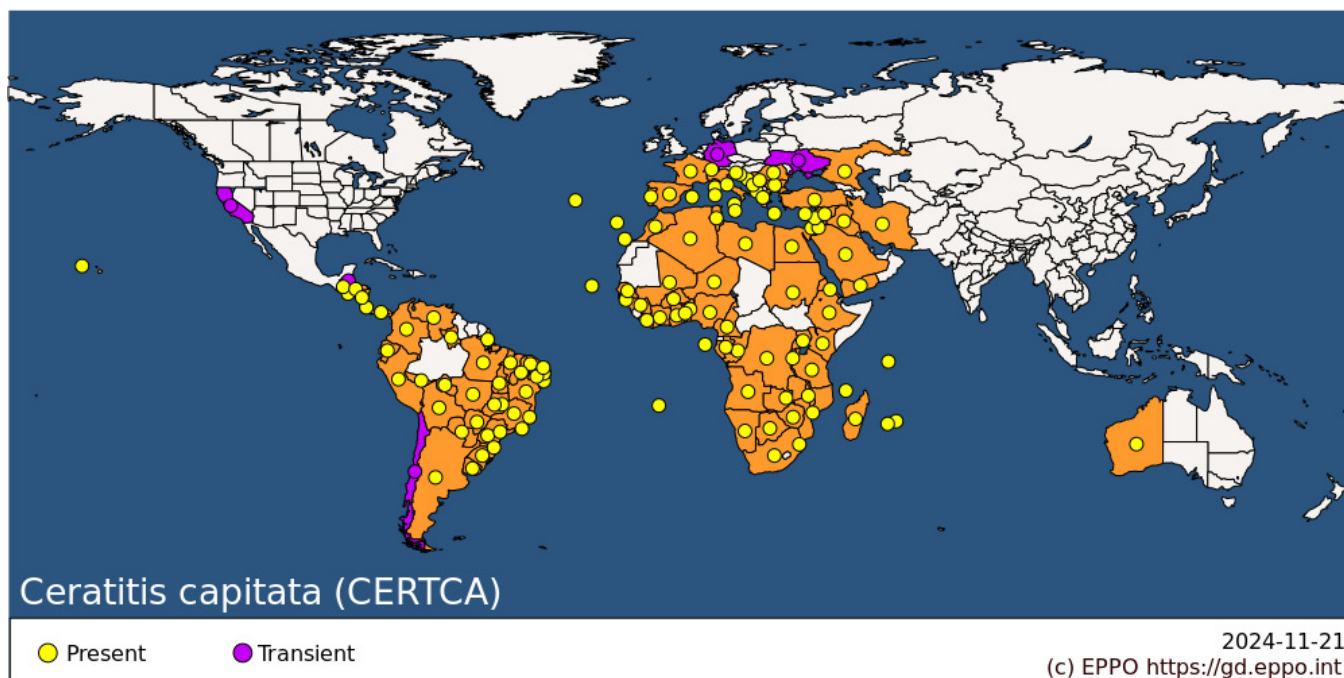 Ceratitis capitata (CERTCA)
Present
Transient
2024-11-21
(c) EPPO https://gd.eppo.int